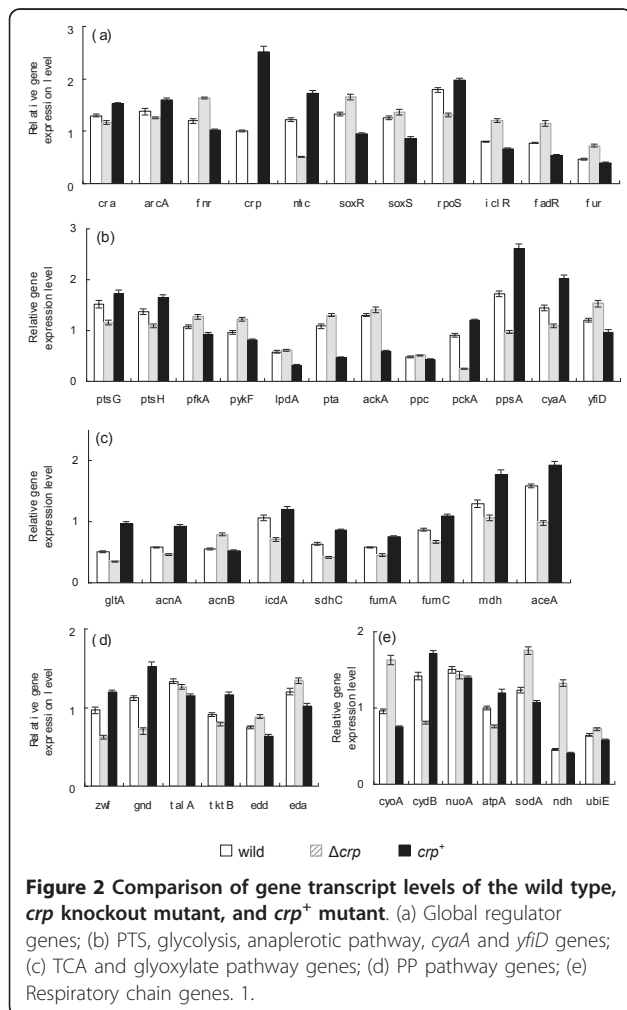 (a)
Relative gene
expression level
3
2
1
0
cra arcA fnr crp mlc soxR soxS rpoS iclR fadR fur
(b)
Relative gene
expression level
3
2
1
0
ptsG ptsH pfkA pykF lpdA pta ackA ppc pckA ppsA cyaA yfiD
(c)
Relative gene
expression level
2
1
0
gltA acnA acnB icdA sdhC fumA fumC mdh aceA
(d)
Relative gene
expression level
2
1
0
zwf gnd talA tktB edd eda
(e)
Relative gene
expression level
2
1
0
cyoA cydB nuoA atpA sodA ndh ubiE
wild Δcrp crp+
Figure 2 Comparison of gene transcript levels of the wild type,
crp knockout mutant, and crp+ mutant. (a) Global regulator
genes; (b) PTS, glycolysis, anaplerotic pathway, cyaA and yfiD genes;
(c) TCA and glyoxylate pathway genes; (d) PP pathway genes; (e)
Respiratory chain genes. 1.